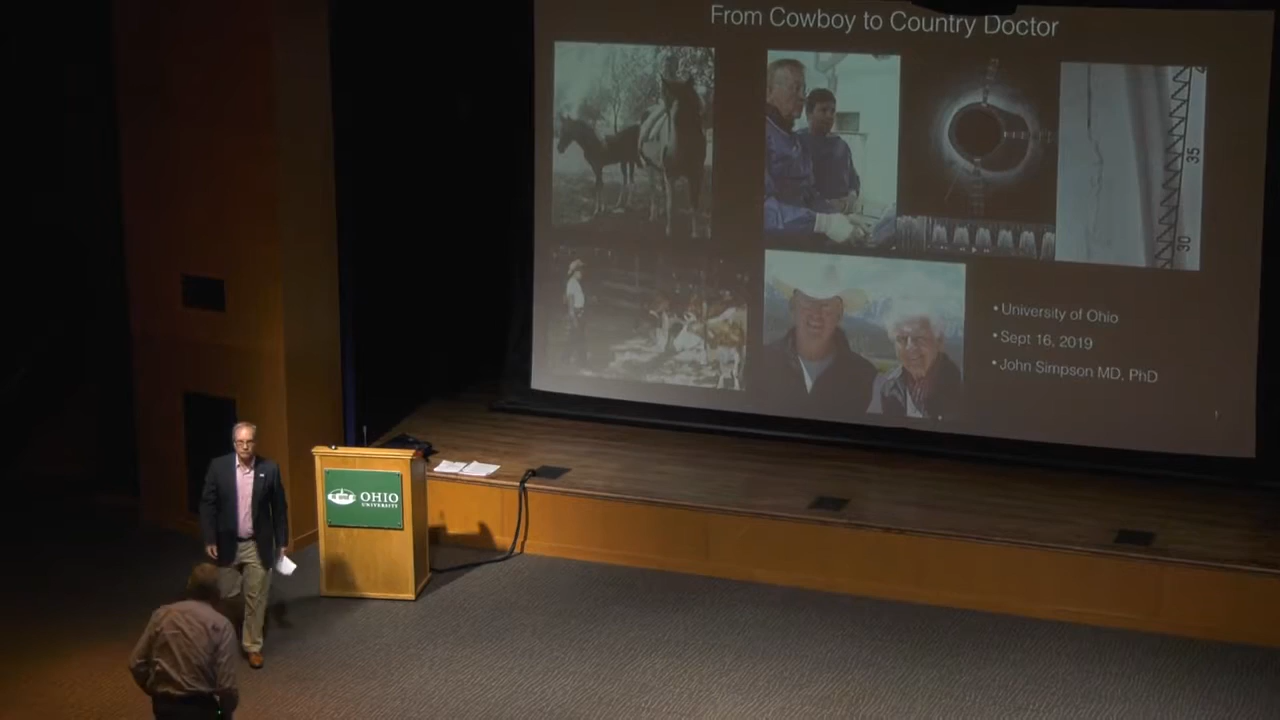 From Cowboy to Country Doctor
35
30
• University of Ohio
• Sept 16, 2019
• John Simpson MD, PhD
1
OHIO
UNIVERSITY